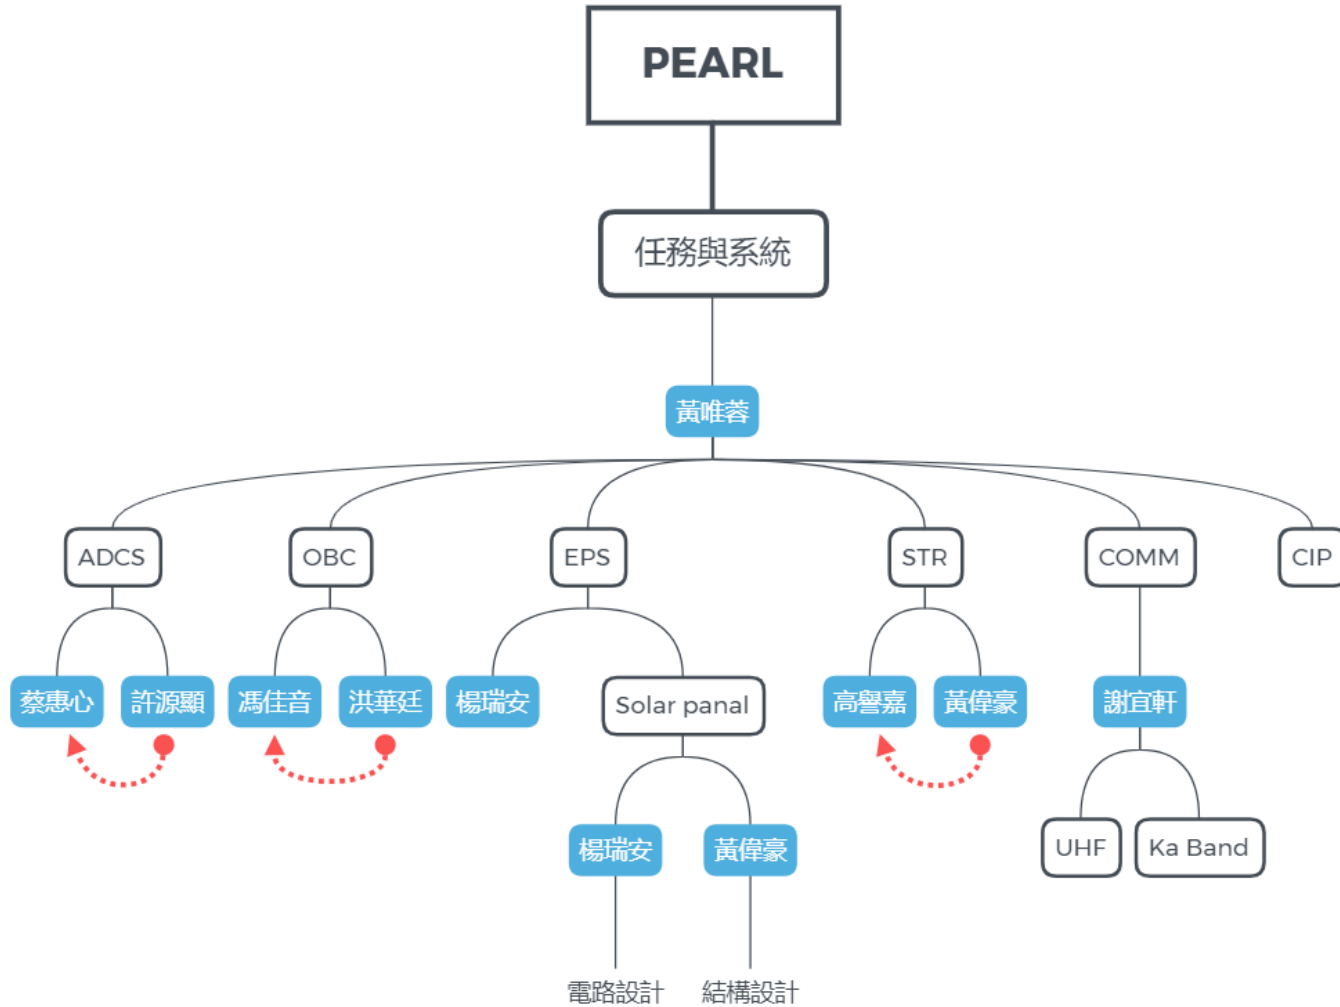 PEARL
任務與系統
黃唯蓉
ADCS
OBC
EPS
STR
COMM
CIP
蔡惠心
許源顯
馮佳音
洪華廷
楊瑞安
Solar panal
高譽嘉
黃偉豪
謝宜軒
楊瑞安
黃偉豪
UHF
Ka Band
電路設計
結構設計